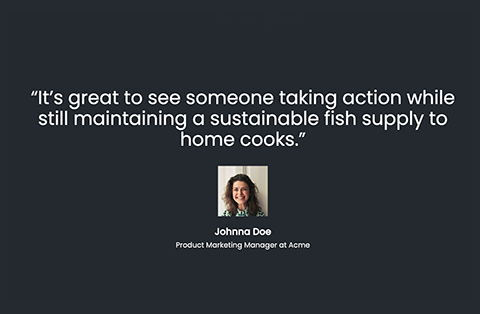 “It’s great to see someone taking action while
still maintaining a sustainable fish supply to
home cooks.”
Johnna Doe
Product Marketing Manager at Acme